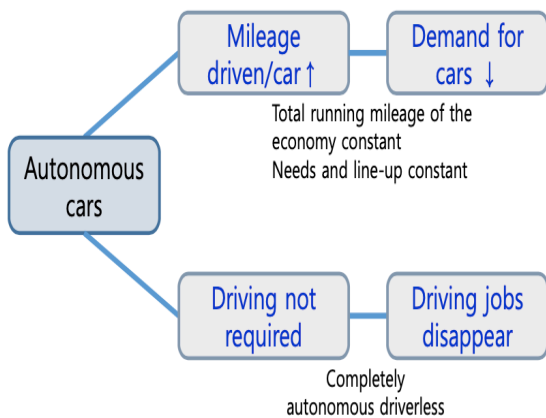 Mileage
driven/car ↑
Demand for
cars ↓
Total running mileage of the
economy constant
Needs and line-up constant
Autonomous
cars
Driving not
required
Driving jobs
disappear
Completely
autonomous driverless